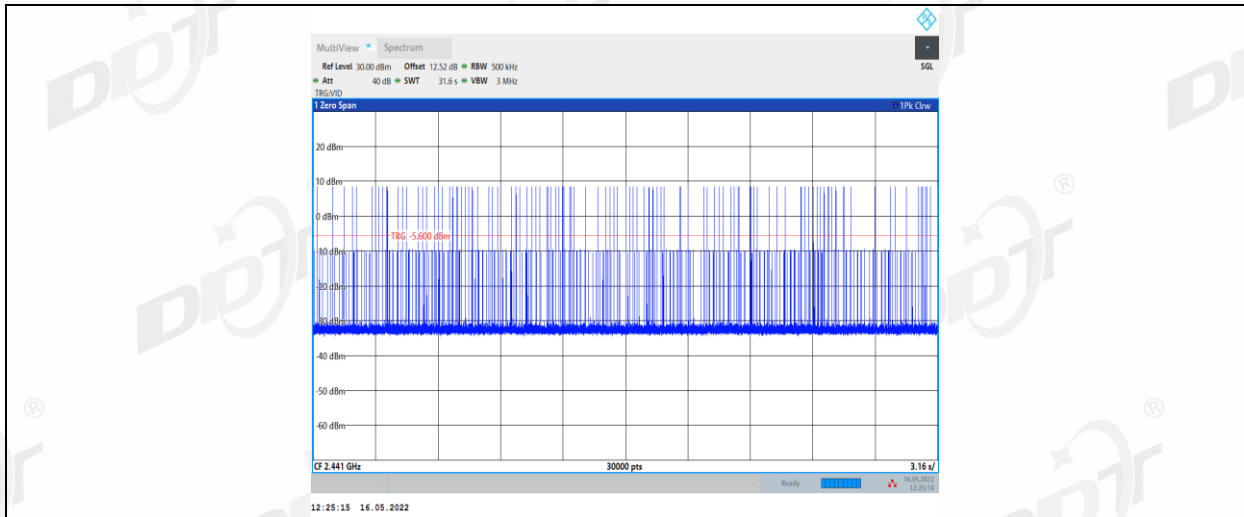 MultiView Spectrum
Ref Level 30.00 dBm Offset 12.52 dB RBW 500 kHz SGL
Att 40 dB SWT 31.6 s VBW 3 MHz
TRG:VID
1 Zero Span 1Pk Clrw
20 dBm
10 dBm
0 dBm
TRG -5.600 dBm
-10 dBm
-20 dBm
-30 dBm
-40 dBm
-50 dBm
-60 dBm
CF 2.441 GHz 30000 pts 3.16 s/
Ready 16.05.2022
12:25:14
12:25:15 16.05.2022
DDT
®